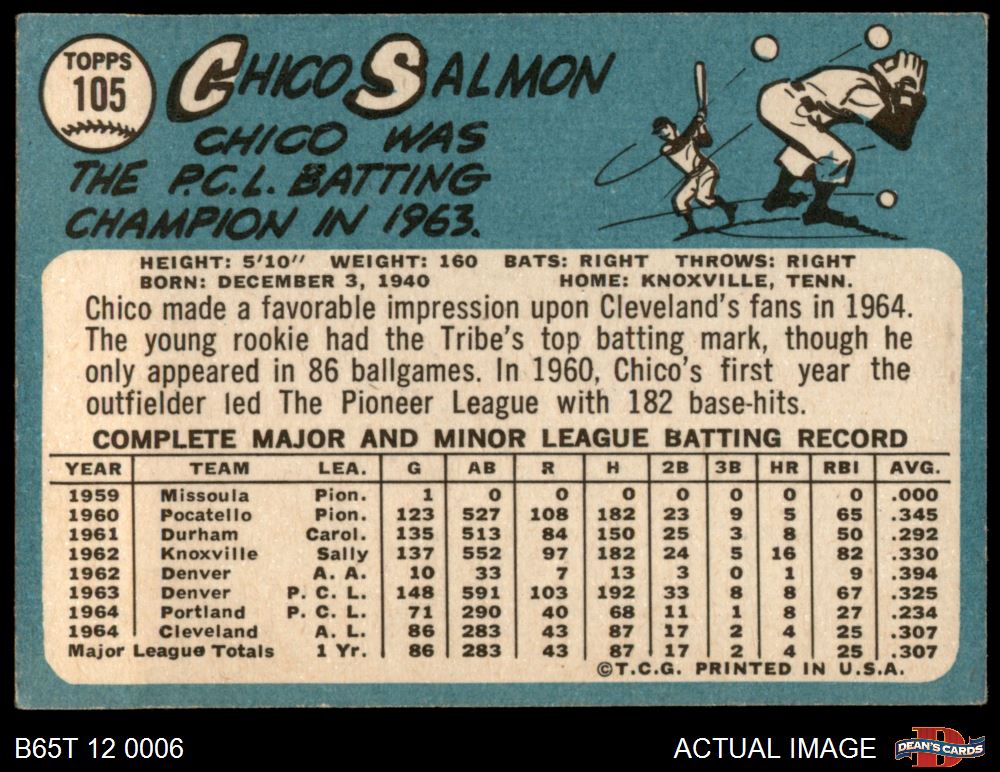 TOPPS
105
CHICO SALMON
CHICO WAS
THE P.C.L. BATTING
CHAMPION IN 1963.
HEIGHT: 5'10" WEIGHT: 160 BATS: RIGHT THROWS: RIGHT
BORN: DECEMBER 3, 1940 HOME: KNOXVILLE, TENN.
Chico made a favorable impression upon Cleveland's fans in 1964.
The young rookie had the Tribe's top batting mark, though he
only appeared in 86 ballgames. In 1960, Chico's first year the
outfielder led The Pioneer League with 182 base-hits.
COMPLETE MAJOR AND MINOR LEAGUE BATTING RECORD
YEAR TEAM LEA. G AB R H 2B 3B HR RBI AVG.
1959 Missoula Pion. 1 0 0 0 0 0 0 0 .000
1960 Pocatello Pion. 123 527 108 182 23 9 5 65 .345
1961 Durham Carol. 135 513 84 150 25 3 8 50 .292
1962 Knoxville Sally 137 552 97 182 24 5 16 82 .330
1962 Denver A. A. 10 33 7 13 3 0 1 9 .394
1963 Denver P. C. L. 148 591 103 192 33 8 8 67 .325
1964 Portland P. C. L. 71 290 40 68 11 1 8 27 .234
1964 Cleveland A. L. 86 283 43 87 17 2 4 25 .307
Major League Totals 1 Yr. 86 283 43 87 17 2 4 25 .307
©T.C.G. PRINTED IN U.S.A.
B65T 12 0006 ACTUAL IMAGE DEAN'S CARDS